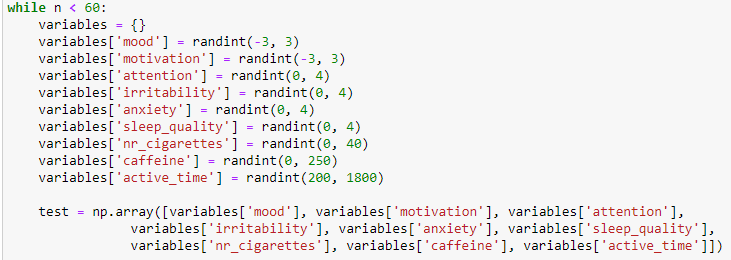 while n < 60:
    variables = {}
    variables['mood'] = randint(-3, 3)
    variables['motivation'] = randint(-3, 3)
    variables['attention'] = randint(0, 4)
    variables['irritability'] = randint(0, 4)
    variables['anxiety'] = randint(0, 4)
    variables['sleep_quality'] = randint(0, 4)
    variables['nr_cigarettes'] = randint(0, 40)
    variables['caffeine'] = randint(0, 250)
    variables['active_time'] = randint(200, 1800)

    test = np.array([variables['mood'], variables['motivation'], variables['attention'],
                variables['irritability'], variables['anxiety'], variables['sleep_quality'],
                variables['nr_cigarettes'], variables['caffeine'], variables['active_time']])